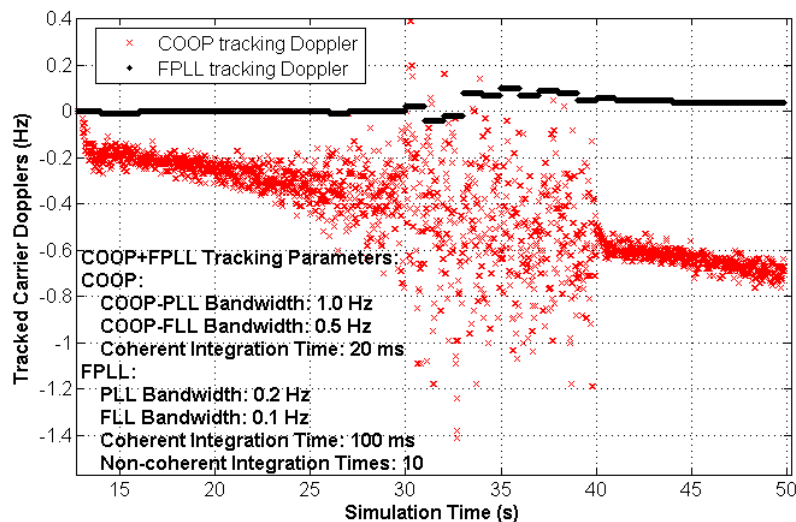 0.4
0.2
0
-0.2
-0.4
-0.6
-0.8
-1
-1.2
-1.4
Tracked Carrier Dopplers (Hz)
COOP tracking Doppler
FPLL tracking Doppler
COOP+FPLL Tracking Parameters:
COOP:
COOP-PLL Bandwidth: 1.0 Hz
COOP-FLL Bandwidth: 0.5 Hz
Coherent Integration Time: 20 ms
FPLL:
PLL Bandwidth: 0.2 Hz
FLL Bandwidth: 0.1 Hz
Coherent Integration Time: 100 ms
Non-coherent Integration Times: 10
15 20 25 30 35 40 45 50
Simulation Time (s)